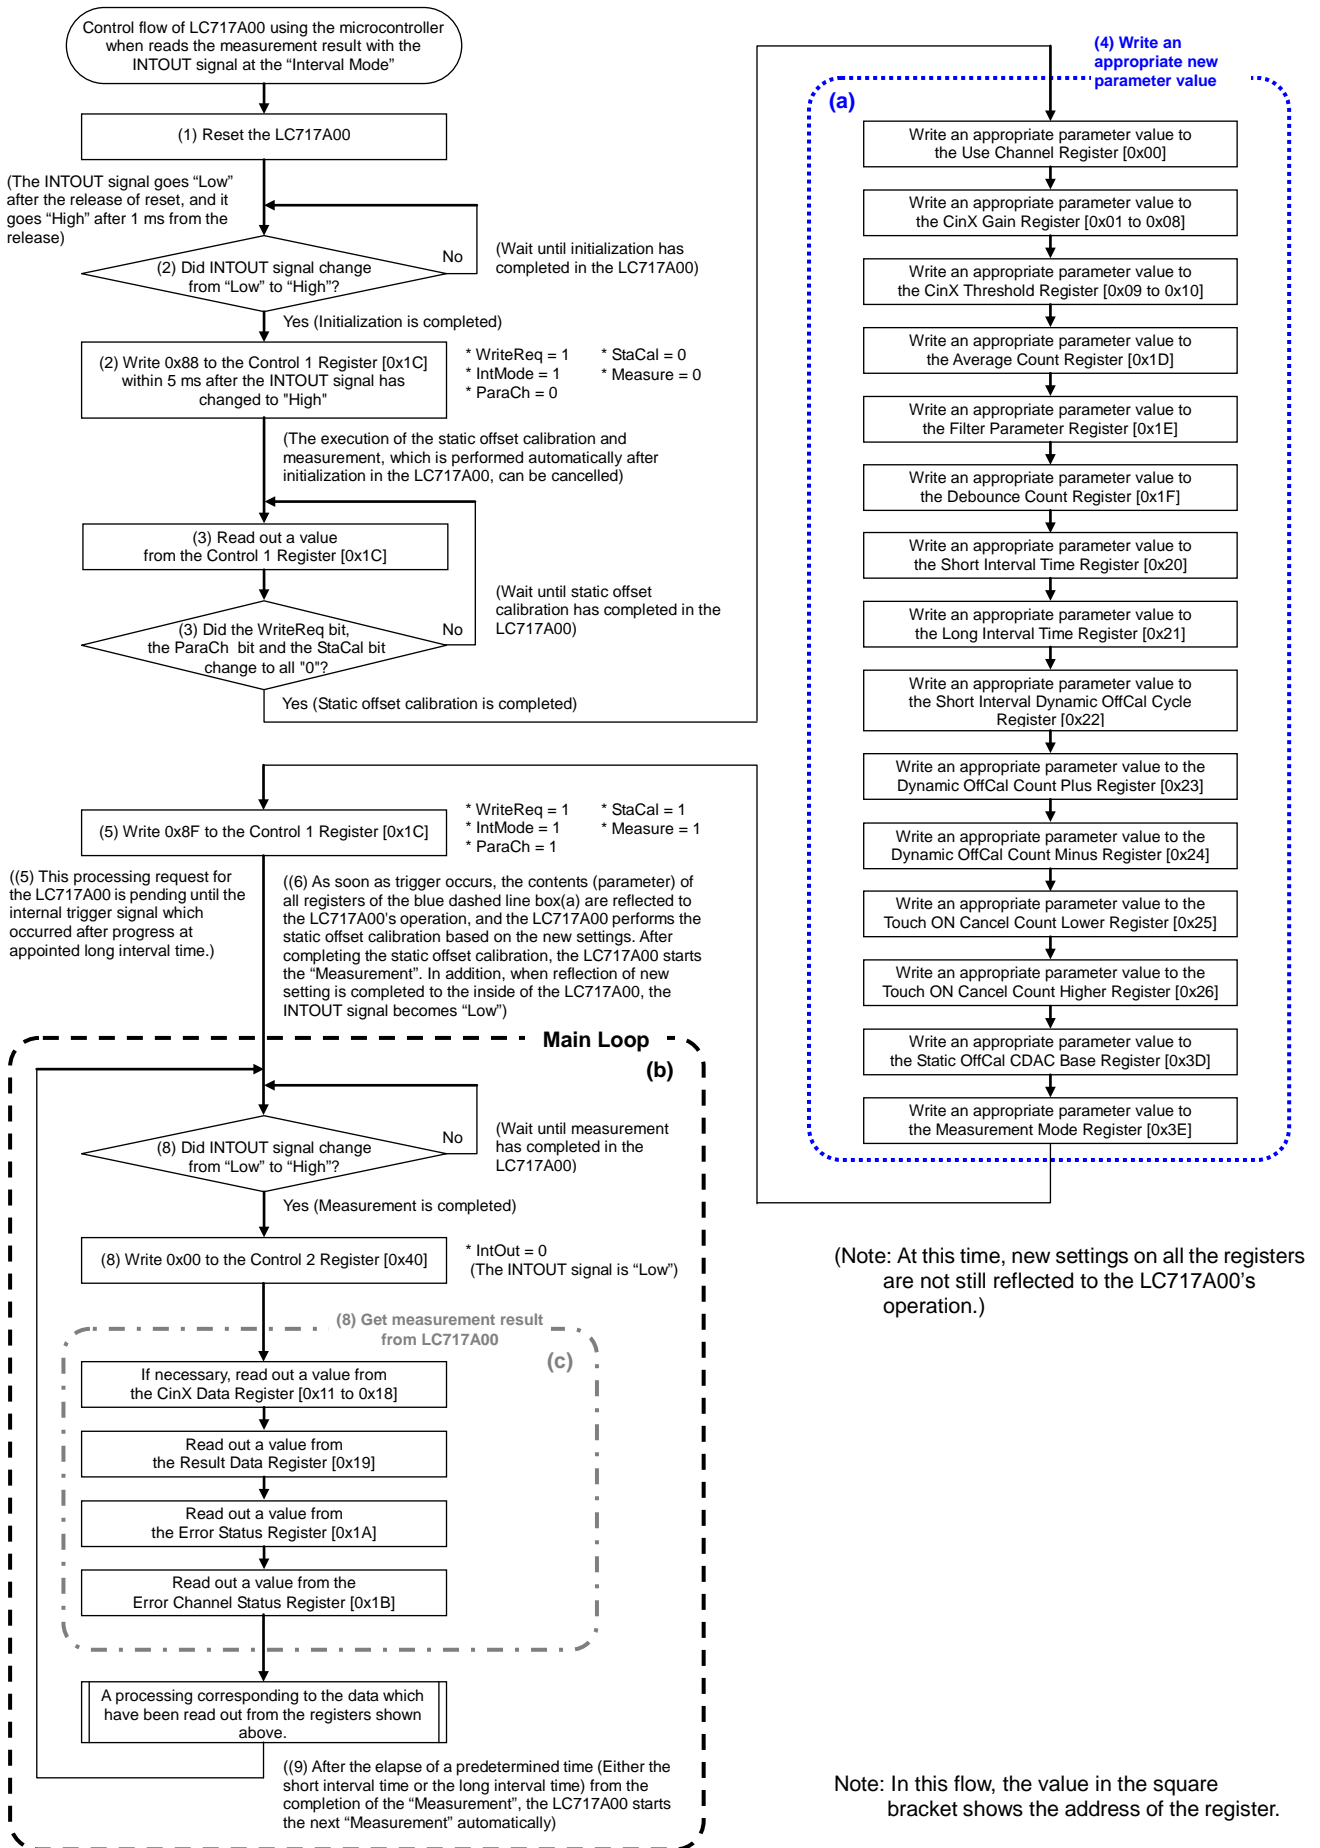 Control flow of LC717A00 using the microcontroller
when reads the measurement result with the
INTOUT signal at the “Interval Mode”
(1) Reset the LC717A00
(The INTOUT signal goes “Low”
after the release of reset, and it
goes “High” after 1 ms from the
release)
(2) Did INTOUT signal change
from “Low” to “High”?
No
(Wait until initialization has
completed in the LC717A00)
Yes (Initialization is completed)
(2) Write 0x88 to the Control 1 Register [0x1C]
within 5 ms after the INTOUT signal has
changed to "High"
* WriteReq = 1 * StaCal = 0
* IntMode = 1 * Measure = 0
* ParaCh = 0
(The execution of the static offset calibration and
measurement, which is performed automatically after
initialization in the LC717A00, can be cancelled)
(3) Read out a value
from the Control 1 Register [0x1C]
(3) Did the WriteReq bit,
the ParaCh bit and the StaCal bit
change to all "0"?
No
(Wait until static offset
calibration has completed in the
LC717A00)
Yes (Static offset calibration is completed)
(4) Write an
appropriate new
parameter value
(a)
Write an appropriate parameter value to
the Use Channel Register [0x00]
Write an appropriate parameter value to
the CinX Gain Register [0x01 to 0x08]
Write an appropriate parameter value to
the CinX Threshold Register [0x09 to 0x10]
Write an appropriate parameter value to
the Average Count Register [0x1D]
Write an appropriate parameter value to
the Filter Parameter Register [0x1E]
Write an appropriate parameter value to
the Debounce Count Register [0x1F]
Write an appropriate parameter value to
the Short Interval Time Register [0x20]
Write an appropriate parameter value to
the Long Interval Time Register [0x21]
Write an appropriate parameter value to
the Short Interval Dynamic OffCal Cycle
Register [0x22]
Write an appropriate parameter value to the
Dynamic OffCal Count Plus Register [0x23]
Write an appropriate parameter value to the
Dynamic OffCal Count Minus Register [0x24]
Write an appropriate parameter value to the
Touch ON Cancel Count Lower Register [0x25]
Write an appropriate parameter value to the
Touch ON Cancel Count Higher Register [0x26]
Write an appropriate parameter value to
the Static OffCal CDAC Base Register [0x3D]
Write an appropriate parameter value to
the Measurement Mode Register [0x3E]
(Note: At this time, new settings on all the registers
are not still reflected to the LC717A00’s
operation.)
(5) Write 0x8F to the Control 1 Register [0x1C]
* WriteReq = 1 * StaCal = 1
* IntMode = 1 * Measure = 1
* ParaCh = 1
((5) This processing request for
the LC717A00 is pending until the
internal trigger signal which
occurred after progress at
appointed long interval time.)
((6) As soon as trigger occurs, the contents (parameter) of
all registers of the blue dashed line box(a) are reflected to
the LC717A00’s operation, and the LC717A00 performs the
static offset calibration based on the new settings. After
completing the static offset calibration, the LC717A00 starts
the “Measurement”. In addition, when reflection of new
setting is completed to the inside of the LC717A00, the
INTOUT signal becomes “Low”)
Main Loop
(b)
(8) Did INTOUT signal change
from “Low” to “High”?
No
(Wait until measurement
has completed in the
LC717A00)
Yes (Measurement is completed)
(8) Write 0x00 to the Control 2 Register [0x40]
* IntOut = 0
(The INTOUT signal is “Low”)
(8) Get measurement result
from LC717A00
(c)
If necessary, read out a value from
the CinX Data Register [0x11 to 0x18]
Read out a value from
the Result Data Register [0x19]
Read out a value from
the Error Status Register [0x1A]
Read out a value from the
Error Channel Status Register [0x1B]
A processing corresponding to the data which
have been read out from the registers shown
above.
((9) After the elapse of a predetermined time (Either the
short interval time or the long interval time) from the
completion of the “Measurement”, the LC717A00 starts
the next “Measurement” automatically)
Note: In this flow, the value in the square
bracket shows the address of the register.